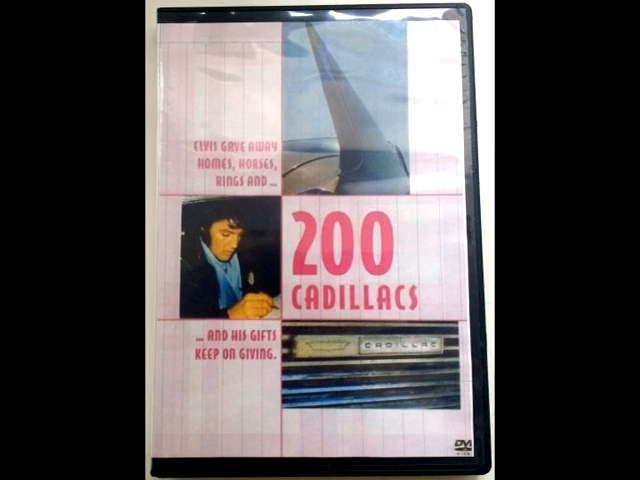 ELVIS GAVE AWAY
HOMES, HORSES,
RINGS AND ...
200
CADILLACS
... AND HIS GIFTS
KEEP ON GIVING.
CADILLAC
DVD